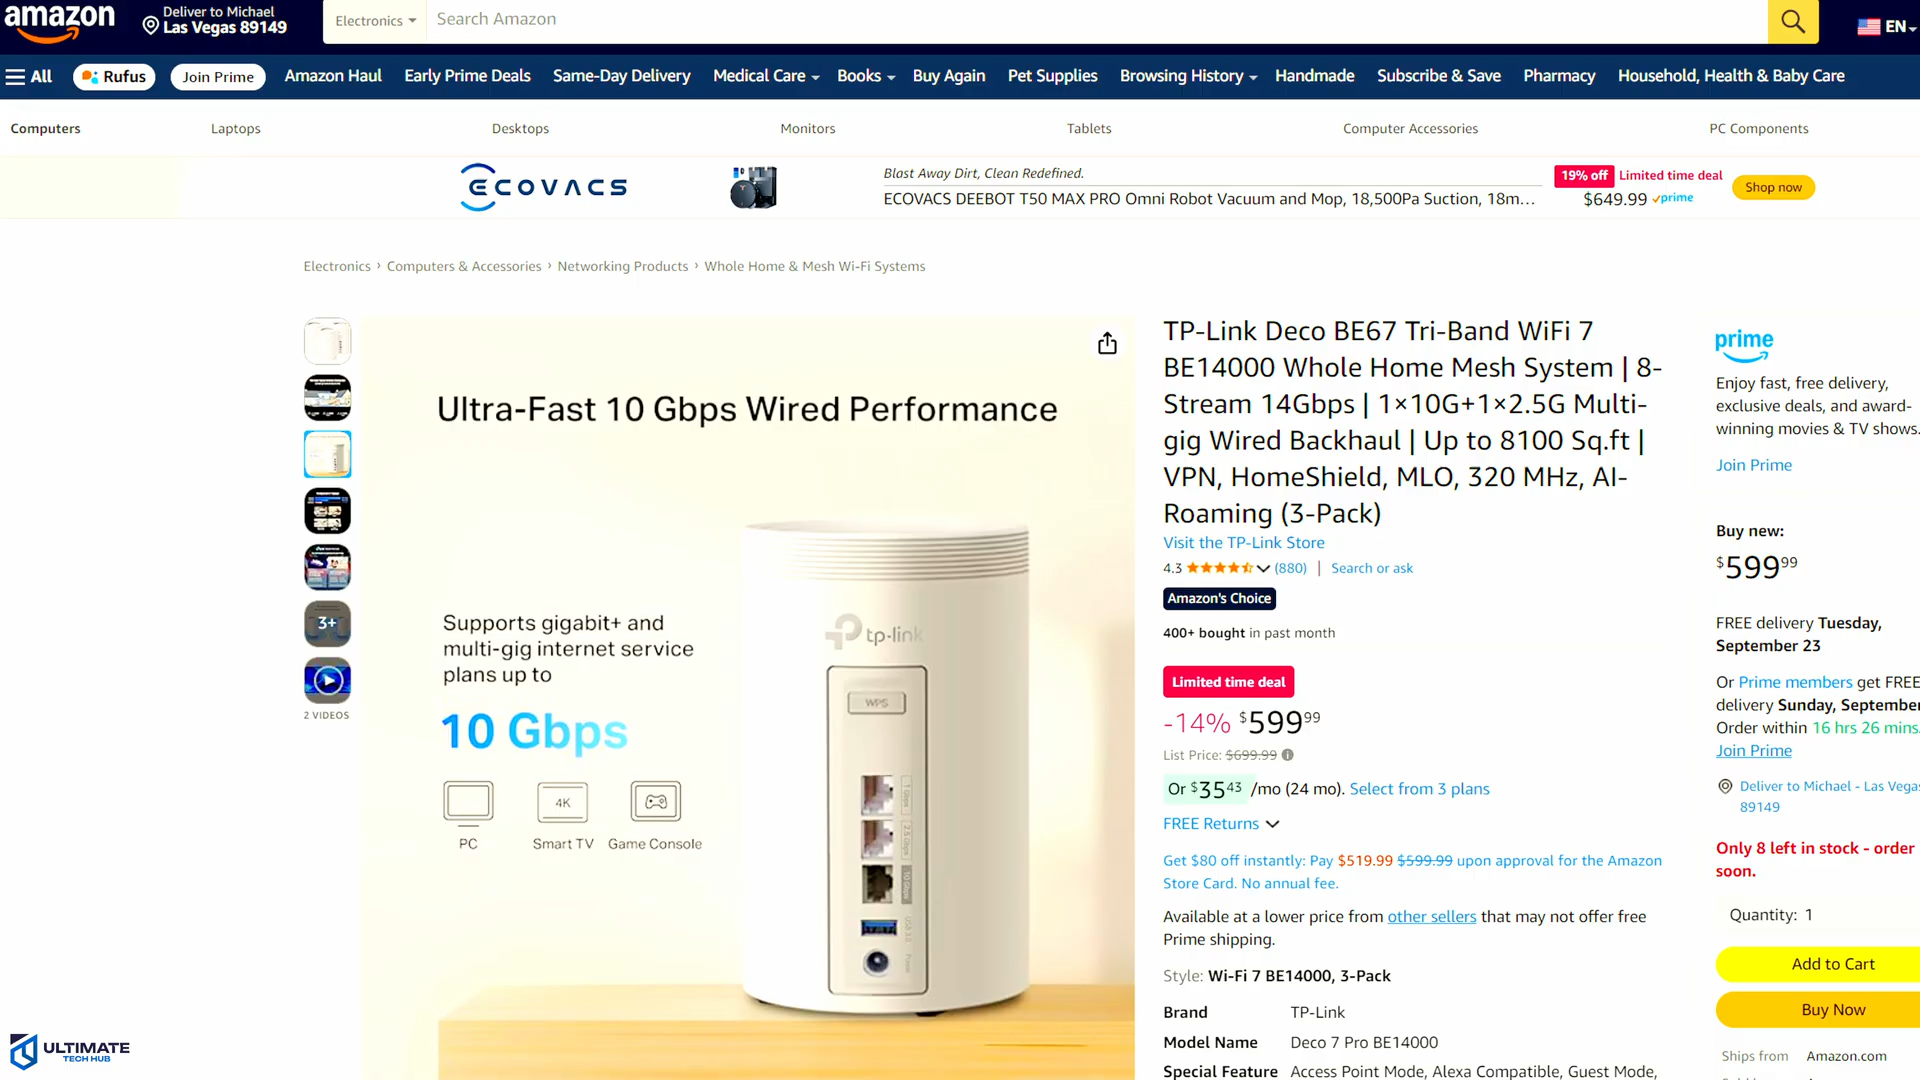 amazon
Deliver to Michael
Las Vegas 89149
Electronics
Search Amazon
EN
All
Rufus
Join Prime
Amazon Haul
Early Prime Deals
Same-Day Delivery
Medical Care
Books
Buy Again
Pet Supplies
Browsing History
Handmade
Subscribe & Save
Pharmacy
Household, Health & Baby Care
Computers
Laptops
Desktops
Monitors
Tablets
Computer Accessories
PC Components
ECOVACS
Blast Away Dirt, Clean Redefined.
ECOVACS DEEBOT T50 MAX PRO Omni Robot Vacuum and Mop, 18,500Pa Suction, 18m...
19% off Limited time deal
$649.99 prime
Shop now
Electronics › Computers & Accessories › Networking Products › Whole Home & Mesh Wi-Fi Systems
3+
2 VIDEOS
Ultra-Fast 10 Gbps Wired Performance
Supports gigabit+ and
multi-gig internet service
plans up to
10 Gbps
4K
PC
Smart TV
Game Console
tp-link
WPS
1 Gbps
2.5 Gbps
10 Gbps
USB 3.0
Power
TP-Link Deco BE67 Tri-Band WiFi 7
BE14000 Whole Home Mesh System | 8-
Stream 14Gbps | 1×10G+1×2.5G Multi-
gig Wired Backhaul | Up to 8100 Sq.ft |
VPN, HomeShield, MLO, 320 MHz, AI-
Roaming (3-Pack)
Visit the TP-Link Store
4.3 (880) | Search or ask
Amazon's Choice
400+ bought in past month
Limited time deal
-14% $599 99
List Price: $699.99
Or $35 43 /mo (24 mo). Select from 3 plans
FREE Returns
Get $80 off instantly: Pay $519.99 $599.99 upon approval for the Amazon
Store Card. No annual fee.
Available at a lower price from other sellers that may not offer free
Prime shipping.
Style: Wi-Fi 7 BE14000, 3-Pack
Brand TP-Link
Model Name Deco 7 Pro BE14000
Special Feature Access Point Mode, Alexa Compatible, Guest Mode,
prime
Enjoy fast, free delivery,
exclusive deals, and award-
winning movies & TV shows.
Join Prime
Buy new:
$599 99
FREE delivery Tuesday,
September 23
Or Prime members get FREE
delivery Sunday, September
Order within 16 hrs 26 mins.
Join Prime
Deliver to Michael - Las Vegas
89149
Only 8 left in stock - order
soon.
Quantity: 1
Add to Cart
Buy Now
Ships from Amazon.com
ULTIMATE
TECH HUB